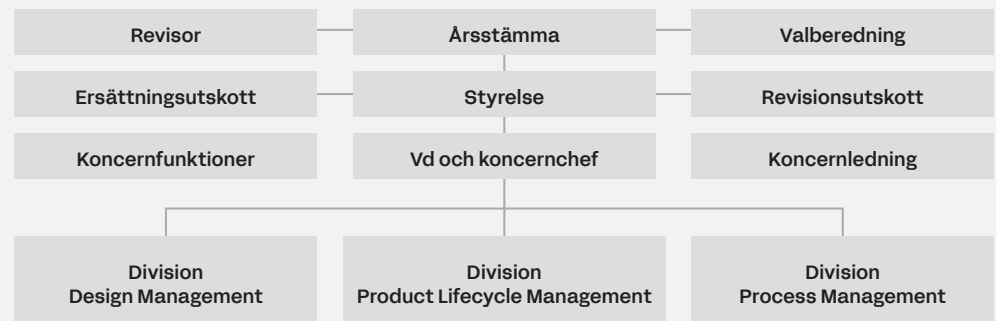 Revisor
Årsstämma
Valberedning
Ersättningsutskott
Styrelse
Revisionsutskott
Koncernfunktioner
Vd och koncernchef
Koncernledning
Division
Design Management
Division
Product Lifecycle Management
Division
Process Management